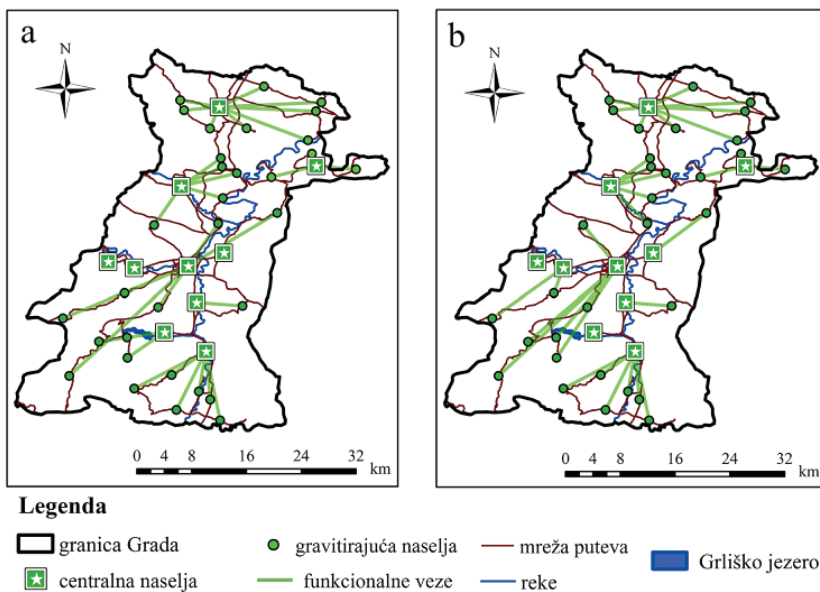 a
N
0 4 8 16 24 32
km
b
N
0 4 8 16 24 32
km
Legenda
granica Grada
gravitirajuća naselja
mreža puteva
Grliško jezero
centralna naselja
funkcionalne veze
reke